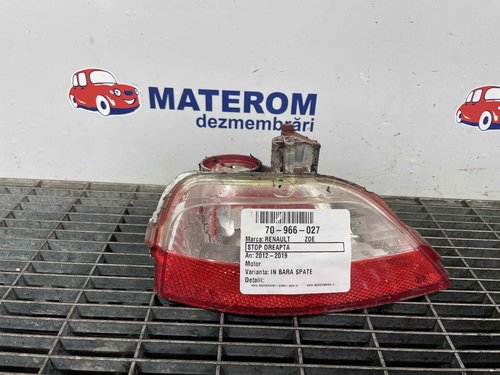 MATEROM
dezmembrări
70-966-027
Marca: RENAULT ZOE
STOP DREAPTA
An: 2012-2019
Motor:
Varianta: IN BARA SPATE
Detalii: